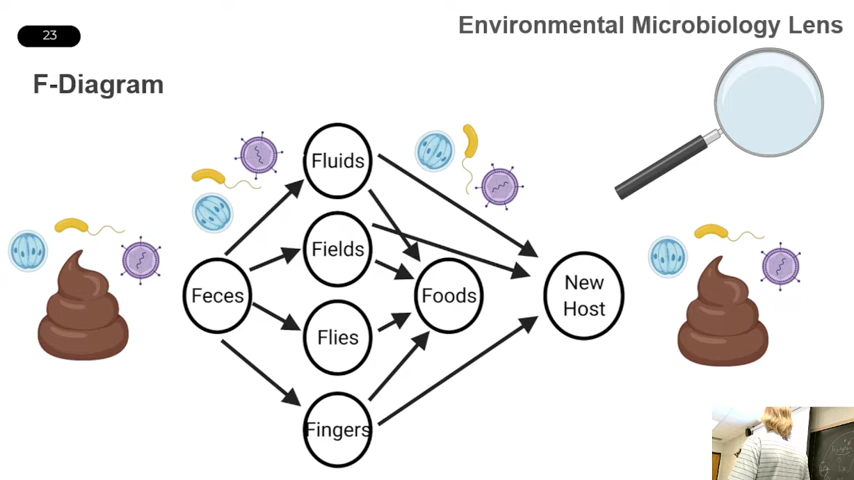 23
Environmental Microbiology Lens
F-Diagram
Fluids
Fields
Feces
Foods
New
Host
Flies
Fingers